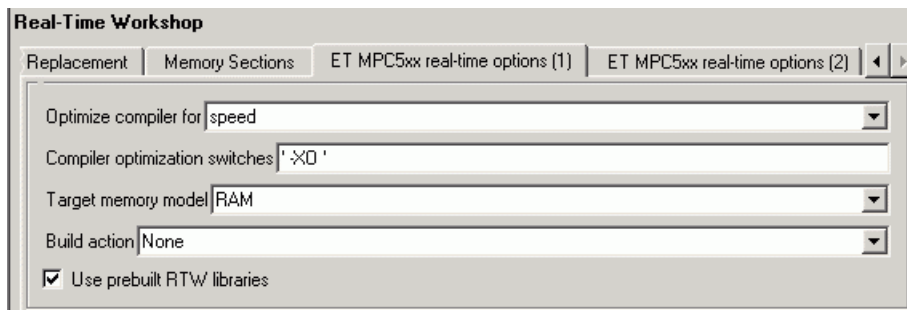 Real-Time Workshop
Replacement Memory Sections ET MPC5xx real-time options (1) ET MPC5xx real-time options (2)
Optimize compiler for speed
Compiler optimization switches ' -XO '
Target memory model RAM
Build action None
Use prebuilt RTW libraries